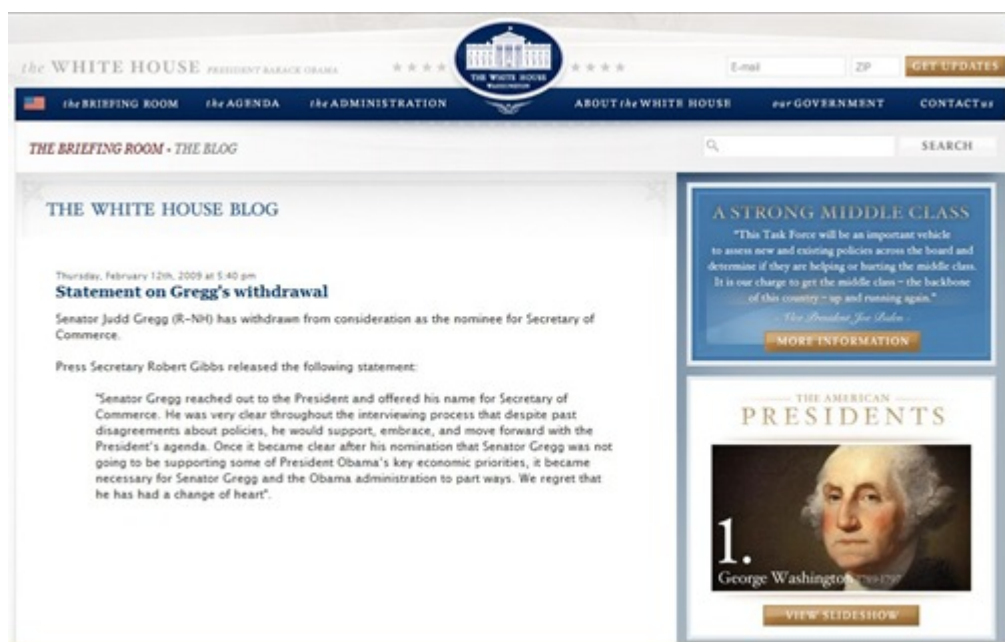 the WHITE HOUSE PRESIDENT BARACK OBAMA
THE WHITE HOUSE
WASHINGTON
E-mail
ZIP
GET UPDATES
the BRIEFING ROOM
the AGENDA
the ADMINISTRATION
ABOUT the WHITE HOUSE
our GOVERNMENT
CONTACT us
THE BRIEFING ROOM • THE BLOG
SEARCH
THE WHITE HOUSE BLOG
Thursday, February 12th, 2009 at 5:40 pm
Statement on Gregg's withdrawal
Senator Judd Gregg (R-NH) has withdrawn from consideration as the nominee for Secretary of
Commerce.
Press Secretary Robert Gibbs released the following statement:
"Senator Gregg reached out to the President and offered his name for Secretary of
Commerce. He was very clear throughout the interviewing process that despite past
disagreements about policies, he would support, embrace, and move forward with the
President's agenda. Once it became clear after his nomination that Senator Gregg was not
going to be supporting some of President Obama's key economic priorities, it became
necessary for Senator Gregg and the Obama administration to part ways. We regret that
he has had a change of heart".
A STRONG MIDDLE CLASS
"This Task Force will be an important vehicle
to assess new and existing policies across the board and
determine if they are helping or hurting the middle class.
It is our charge to get the middle class – the backbone
of this country – up and running again."
- Vice President Joe Biden -
MORE INFORMATION
THE AMERICAN
PRESIDENTS
1.
George Washington 1789-1797
VIEW SLIDESHOW